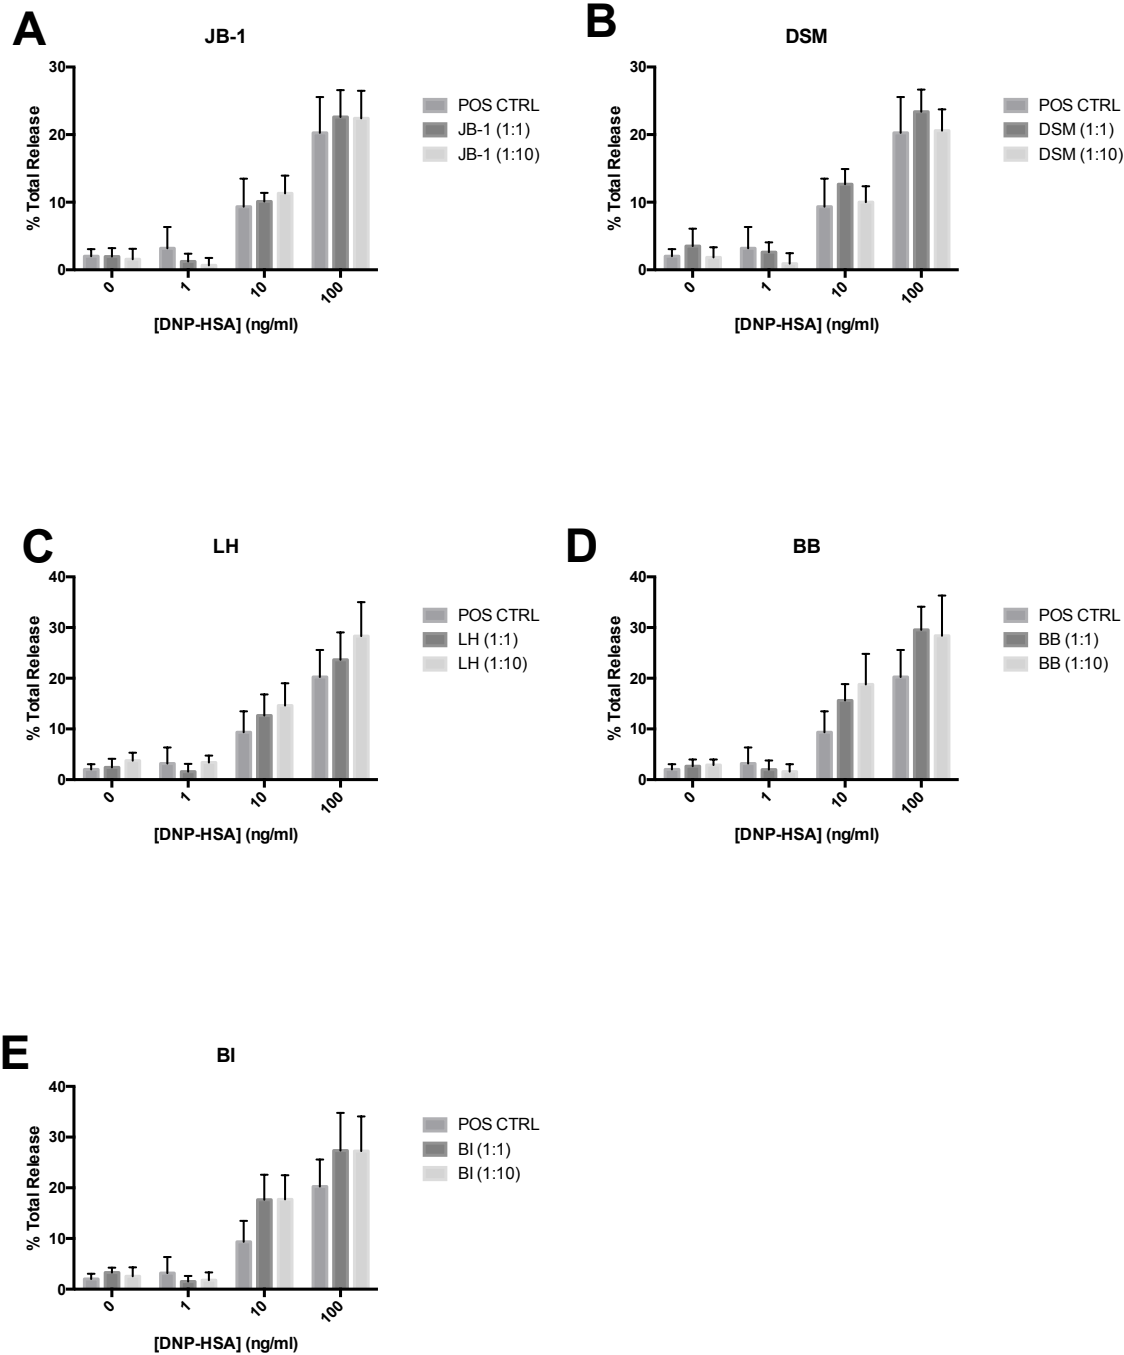 A
JB-1
% Total Release
30
20
10
0
0
1
10
100
[DNP-HSA] (ng/ml)
POS CTRL
JB-1 (1:1)
JB-1 (1:10)
B
DSM
% Total Release
30
20
10
0
0
1
10
100
[DNP-HSA] (ng/ml)
POS CTRL
DSM (1:1)
DSM (1:10)
C
LH
% Total Release
40
30
20
10
0
0
1
10
100
[DNP-HSA] (ng/ml)
POS CTRL
LH (1:1)
LH (1:10)
D
BB
% Total Release
40
30
20
10
0
0
1
10
100
[DNP-HSA] (ng/ml)
POS CTRL
BB (1:1)
BB (1:10)
E
BI
% Total Release
40
30
20
10
0
0
1
10
100
[DNP-HSA] (ng/ml)
POS CTRL
BI (1:1)
BI (1:10)